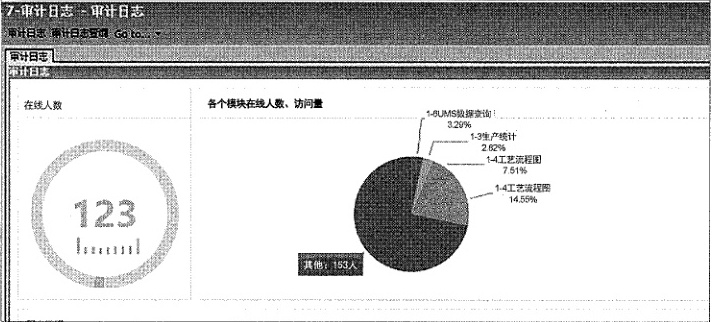 7-审计日志 - 审计日志
审计日志 审计日志查询 Go to...
审计日志
审计日志
在线人数
各个模块在线人数、访问量
123
1-6UMS数据查询
3.29%
1-3生产统计
2.82%
1-4工艺流程图
7.51%
1-4工艺流程图
14.55%
其他：153人